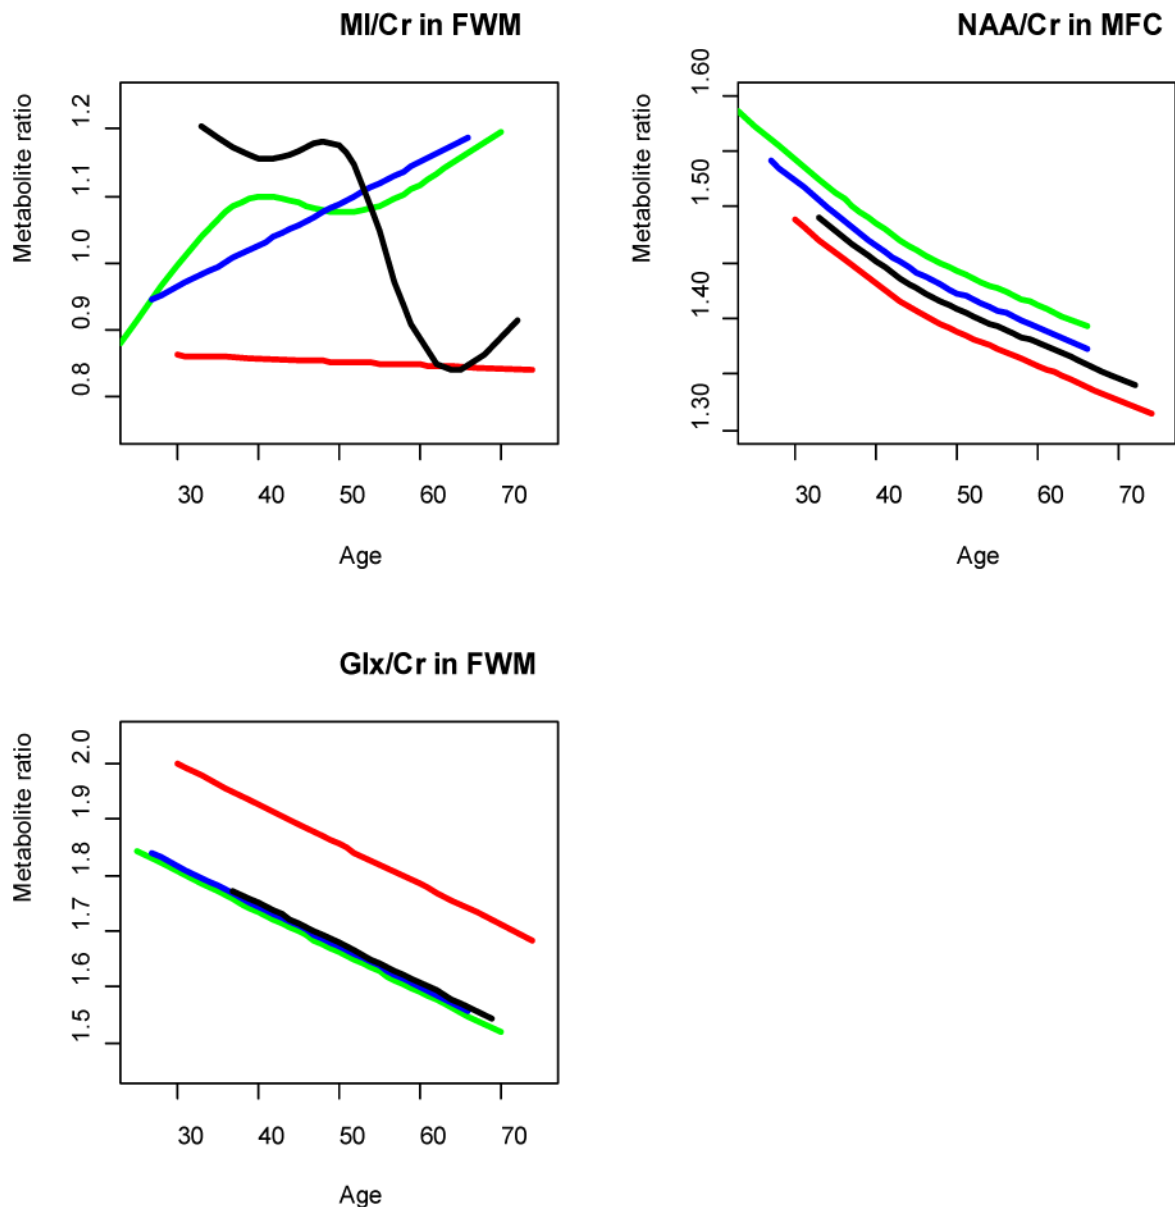 MI/Cr in FWM
Metabolite ratio
1.2
1.1
1.0
0.9
0.8
30 40 50 60 70
Age
NAA/Cr in MFC
Metabolite ratio
1.60
1.50
1.40
1.30
30 40 50 60 70
Age
Glx/Cr in FWM
Metabolite ratio
2.0
1.9
1.8
1.7
1.6
1.5
30 40 50 60 70
Age